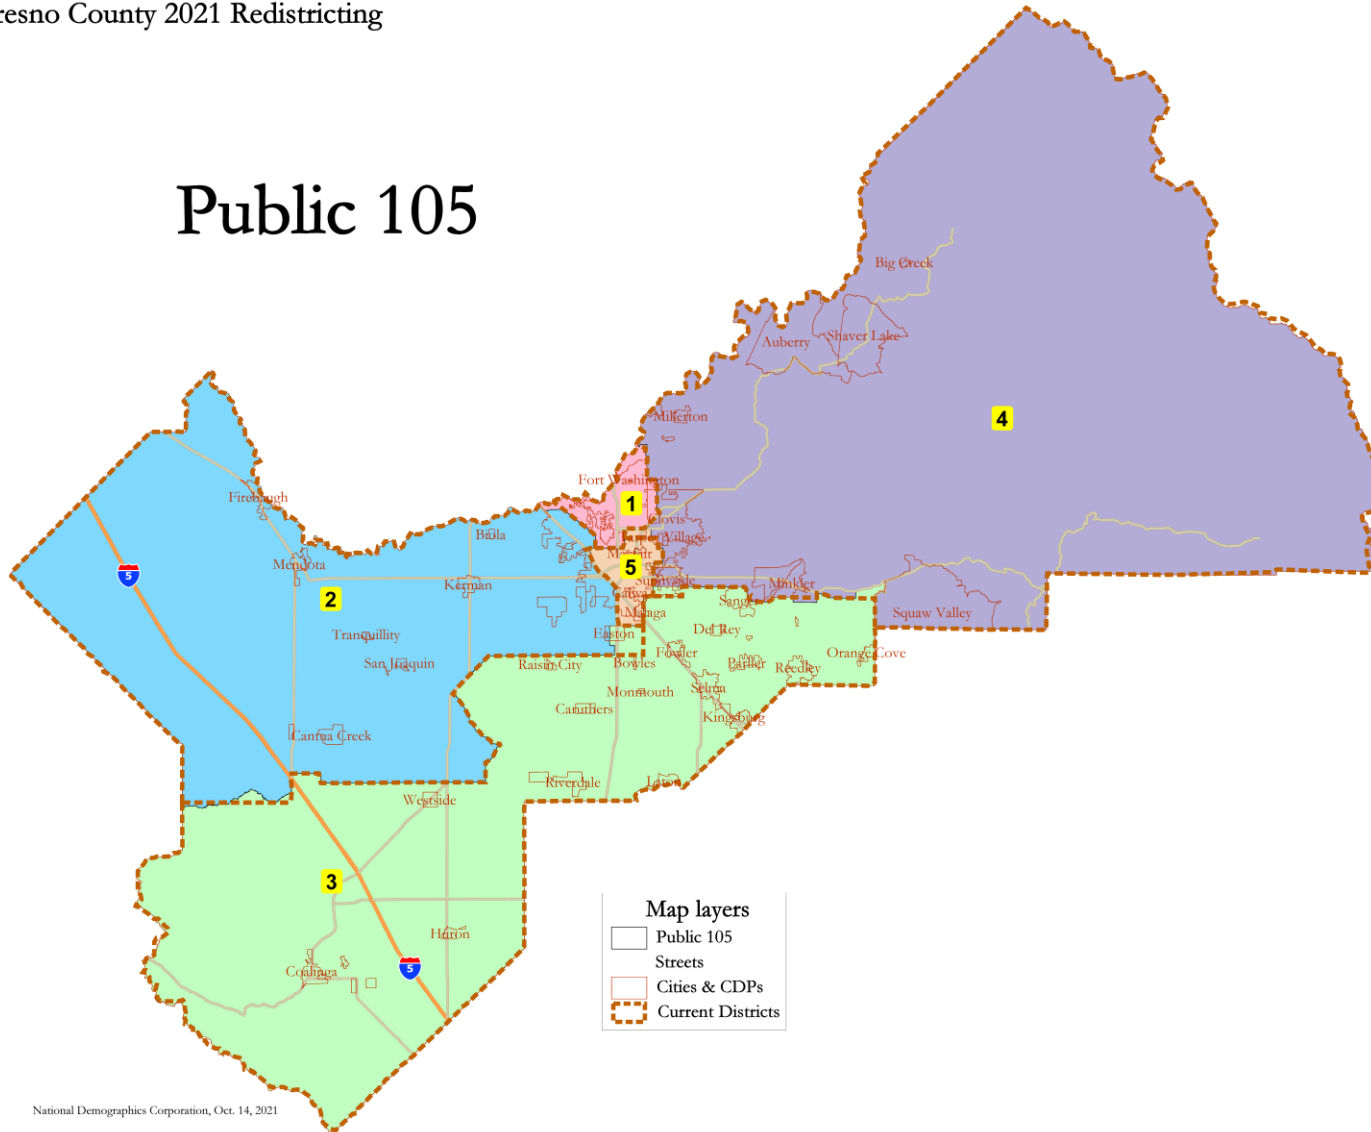 resno County 2021 Redistricting
Public 105
Big Creek
Auberry
Shaver Lake
Millerton
4
Fort Washington
1
Clovis
Firebaugh
Biola
Mendota
5
Kerman
5
Sunnyside
Minkler
2
Malaga
Sanger
Squaw Valley
Tranquillity
Easton
Del Rey
San Joaquin
Raisin City
Bowles
Fowler
Parlier
Reedley
Orange Cove
Monmouth
Selma
Caruthers
Kingsburg
Cantua Creek
Riverdale
Laton
Westside
3
Huron
Coalinga
5
Map layers
Public 105
Streets
Cities & CDPs
Current Districts
National Demographics Corporation, Oct. 14, 2021